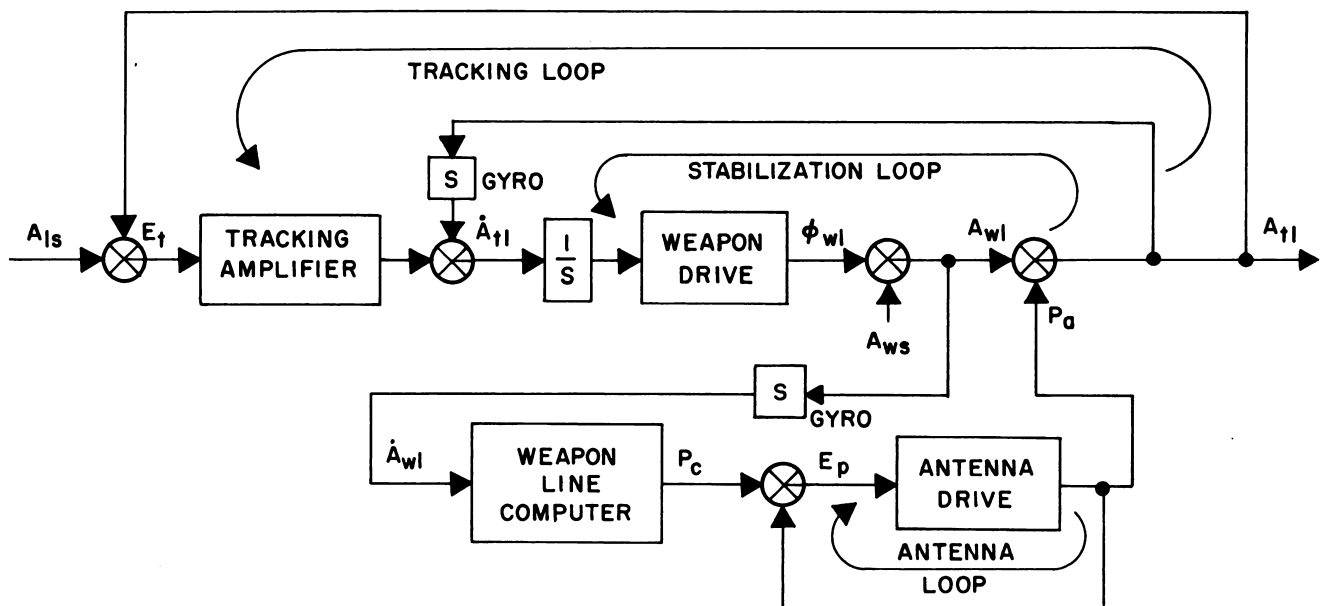 TRACKING LOOP
S GYRO
STABILIZATION LOOP
A_ls
E_t
TRACKING
AMPLIFIER
Ȧ_tl
1
S
WEAPON
DRIVE
ϕ_wl
A_wl
A_tl
A_ws
P_a
S
GYRO
Ȧ_wl
WEAPON
LINE
COMPUTER
P_c
E_p
ANTENNA
DRIVE
ANTENNA
LOOP